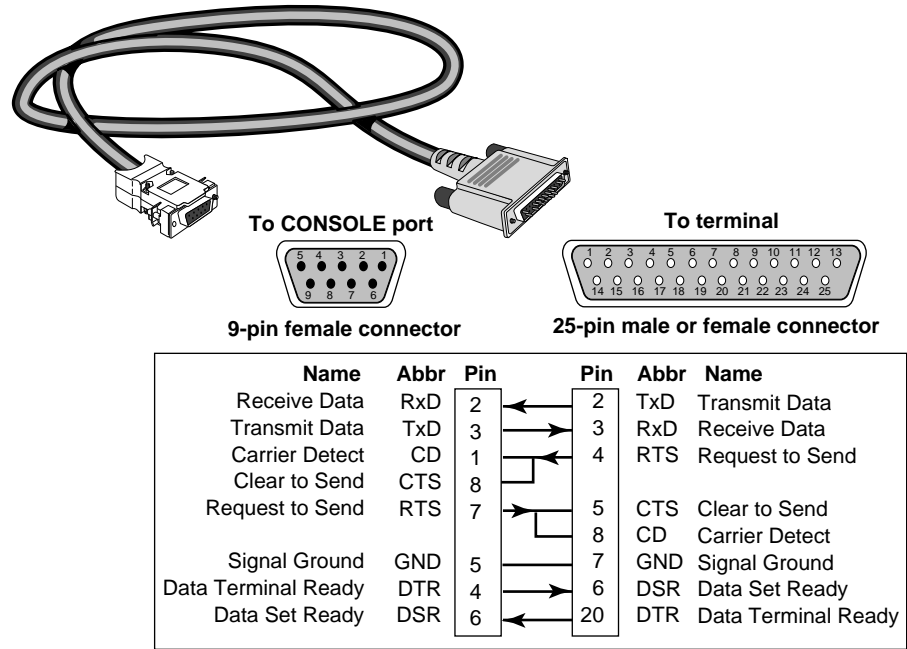 To CONSOLE port
To terminal
5 4 3 2 1
9 8 7 6
1 2 3 4 5 6 7 8 9 10 11 12 13
14 15 16 17 18 19 20 21 22 23 24 25
9-pin female connector
25-pin male or female connector
Name Abbr Pin Pin Abbr Name
Receive Data RxD 2 2 TxD Transmit Data
Transmit Data TxD 3 3 RxD Receive Data
Carrier Detect CD 1 4 RTS Request to Send
Clear to Send CTS 8
Request to Send RTS 7 5 CTS Clear to Send
8 CD Carrier Detect
Signal Ground GND 5 7 GND Signal Ground
Data Terminal Ready DTR 4 6 DSR Data Set Ready
Data Set Ready DSR 6 20 DTR Data Terminal Ready